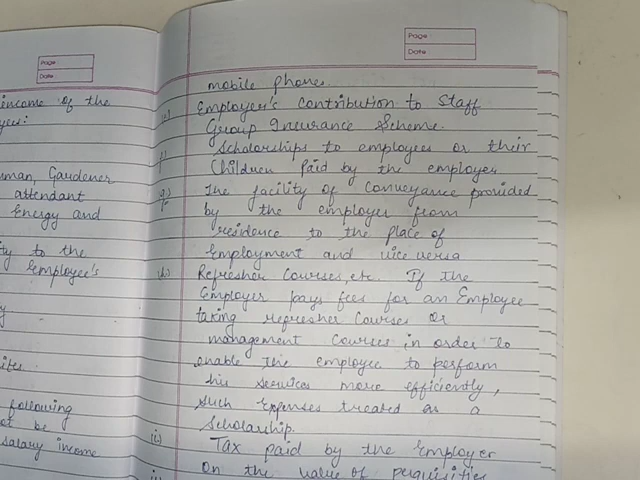 Page
Date
income of the
yees:
man, Gardener
attendant
Energy and
ty to the
Employee's
y
ites.
following
ot be
salary income
Page
Date
mobile phones.
(e) Employer's contribution to Staff
Group Insurance Scheme.
(f) Scholarships to employees or their
Children Paid by the employer
(g) The facility of conveyance provided
by the employer from
residence to the place of
employment and vice versa
(h) Refresher Courses, etc. If the
Employer pays fees for an Employee
taking refresher Courses or
management Courses in order to
enable the employee to perform
his services more efficiently,
such Expenses treated as a
Scholarship.
(i) Tax paid by the Employer
on the value of perquisities